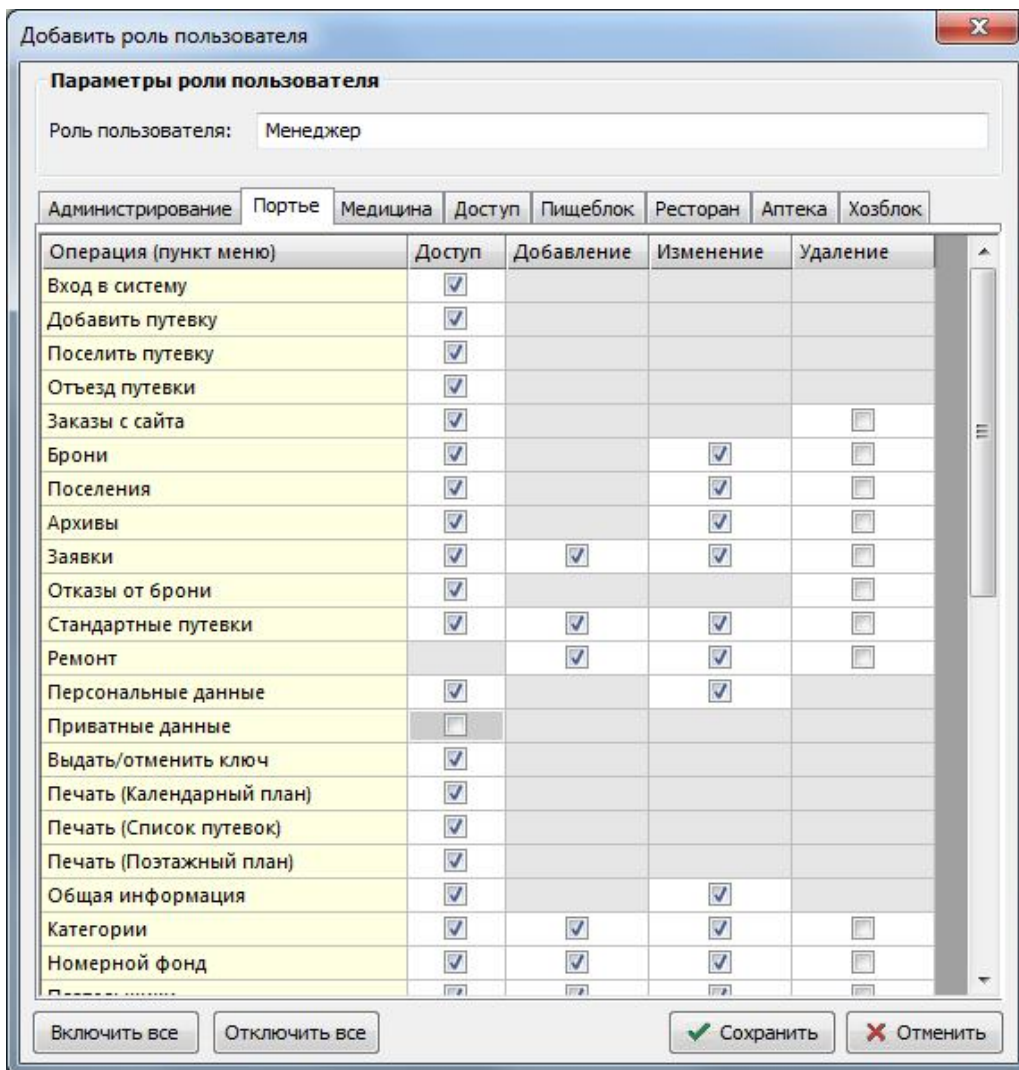 Добавить роль пользователя
Параметры роли пользователя
Роль пользователя: Менеджер
Администрирование Портье Медицина Доступ Пищеблок Ресторан Аптека Хозблок
Операция (пункт меню) Доступ Добавление Изменение Удаление
Вход в систему
Добавить путевку
Поселить путевку
Отъезд путевки
Заказы с сайта
Брони
Поселения
Архивы
Заявки
Отказы от брони
Стандартные путевки
Ремонт
Персональные данные
Приватные данные
Выдать/отменить ключ
Печать (Календарный план)
Печать (Список путевок)
Печать (Поэтажный план)
Общая информация
Категории
Номерной фонд
Включить все Отключить все Сохранить Отменить